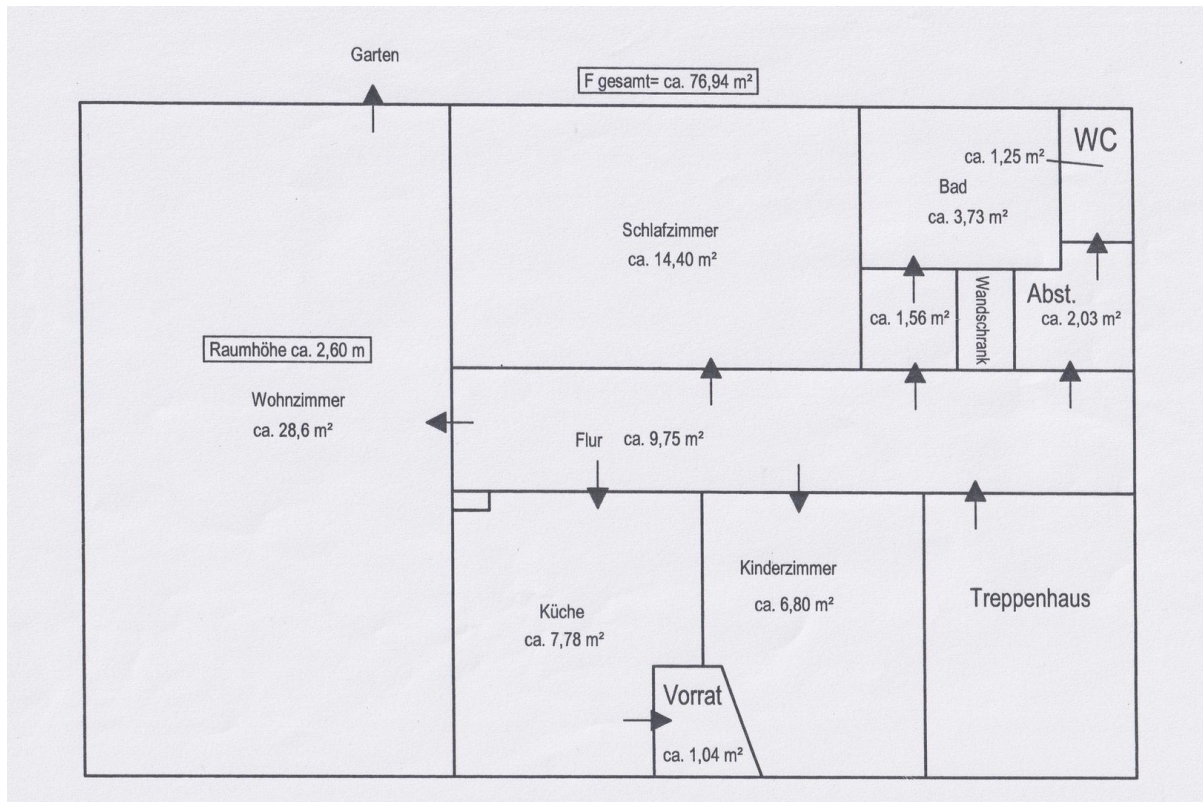 Garten
F gesamt= ca. 76,94 m²
WC
ca. 1,25 m²
Bad
ca. 3,73 m²
Schlafzimmer
ca. 14,40 m²
Wandschrank
Abst.
ca. 1,56 m²
ca. 2,03 m²
Raumhöhe ca. 2,60 m
Wohnzimmer
ca. 28,6 m²
Flur ca. 9,75 m²
Kinderzimmer
ca. 6,80 m²
Küche
ca. 7,78 m²
Treppenhaus
Vorrat
ca. 1,04 m²